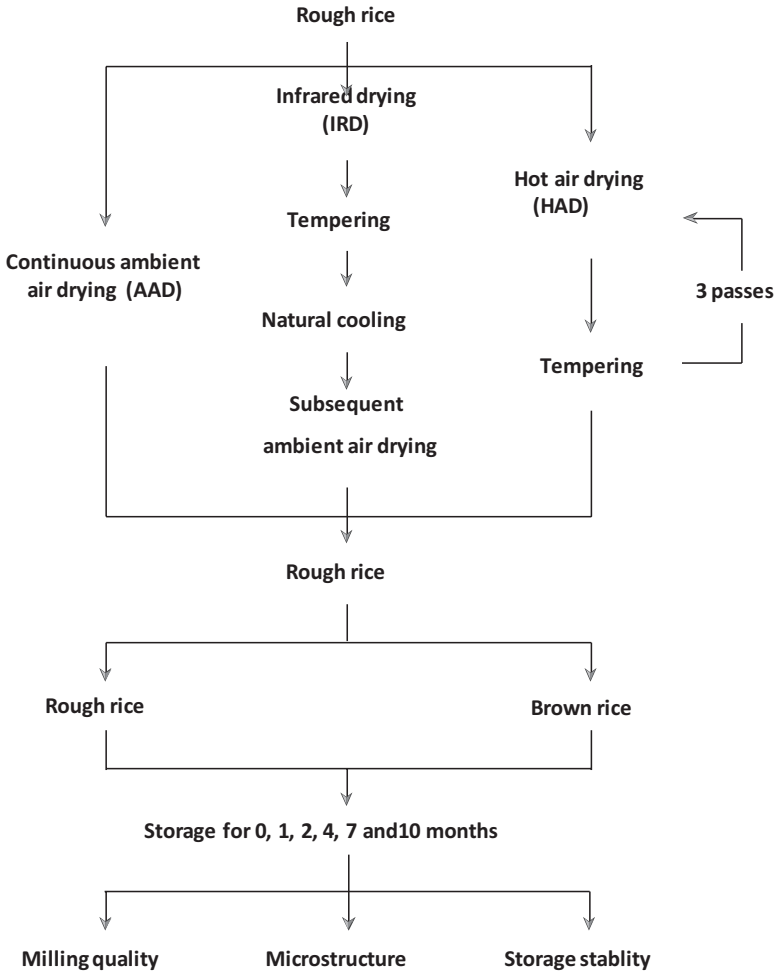 Rough rice
Infrared drying
(IRD)
Hot air drying
(HAD)
Tempering
Continuous ambient
air drying (AAD)
3 passes
Natural cooling
Tempering
Subsequent
ambient air drying
Rough rice
Rough rice
Brown rice
Storage for 0, 1, 2, 4, 7 and10 months
Milling quality
Microstructure
Storage stablity